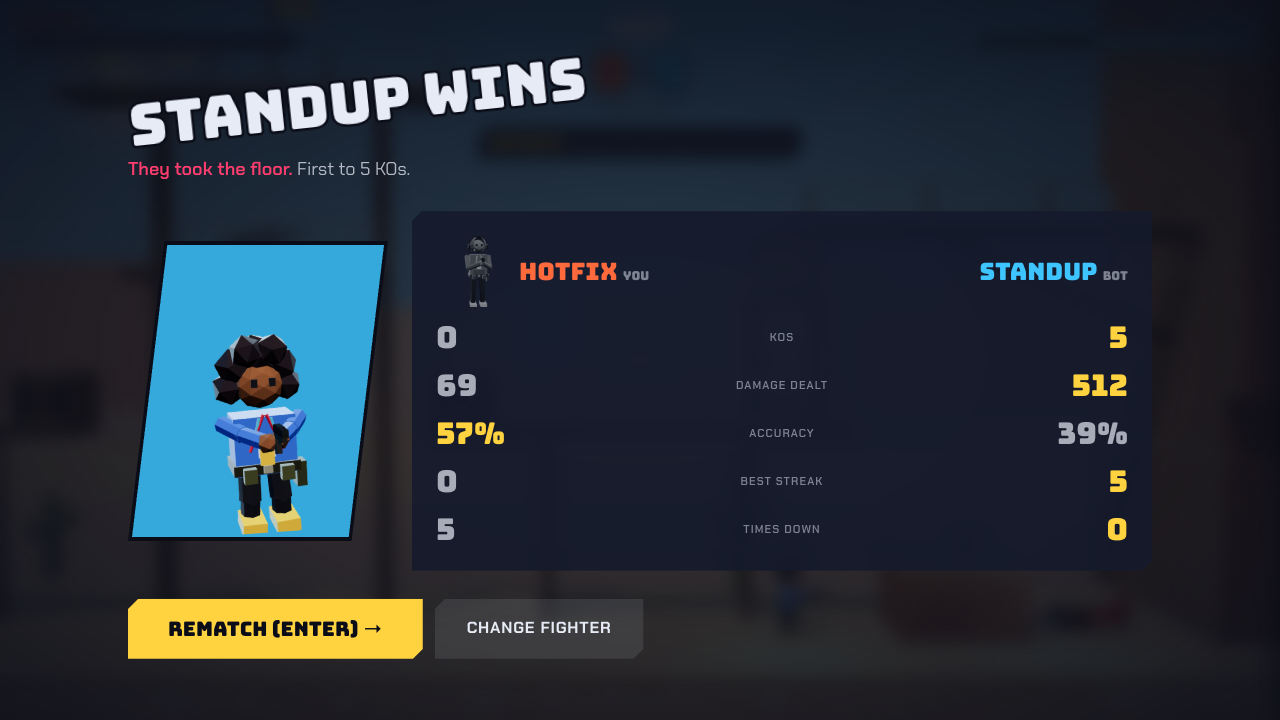 STANDUP WINS
They took the floor. First to 5 KOs.
HOTFIX YOU
STANDUP BOT
0 KOS 5
69 DAMAGE DEALT 512
57% ACCURACY 39%
0 BEST STREAK 5
5 TIMES DOWN 0
REMATCH (ENTER) →
CHANGE FIGHTER